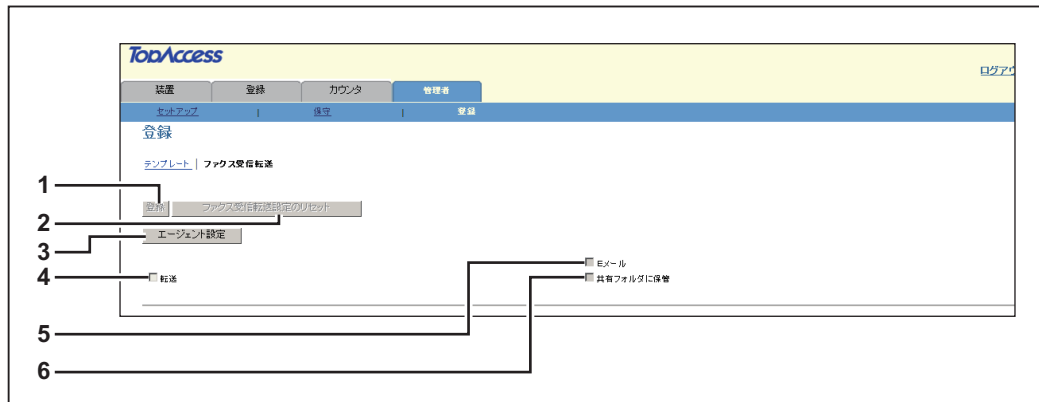 TopAccess
ログアウ
装置 登録 カウンタ 管理者
セットアップ | 保守 | 登録
登録
テンプレート | ファクス受信転送
1
登録 ファクス受信転送設定のリセット
2
エージェント設定
3
Eメール
4
転送
共有フォルダに保管
5
6